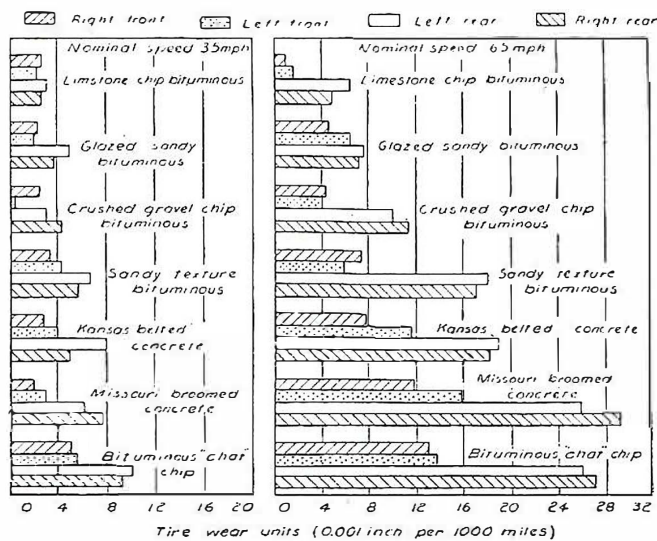 Right front Left front Left rear Right rear
Nominal speed 35mph
Limstone chip bituminous
Glazed sandy
bituminous
Crushed gravel chip
bituminous
Sandy texture
bituminous
Kansas belted
concrete
Missouri broomed
concrete
Bituminous "chat"
chip
0 4 8 12 16 20
Nominal speed 65mph
Limestone chip bituminous
Glazed sandy
bituminous
Crushed gravel chip
bituminous
Sandy texture
bituminous
Kansas belted concrete
Missouri broomed
concrete
Bituminous "chat" chip
0 4 8 12 16 20 24 28 32
Tire wear units (0.001 inch per 1000 miles)